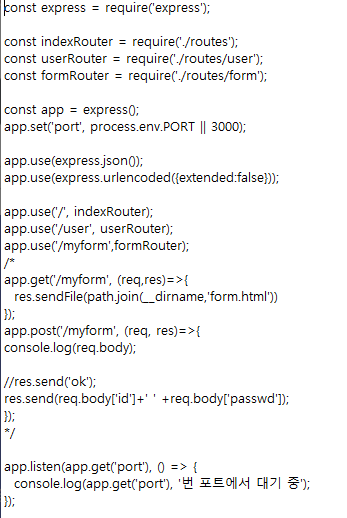 const express = require('express');

const indexRouter = require('./routes');
const userRouter = require('./routes/user');
const formRouter = require('./routes/form');

const app = express();
app.set('port', process.env.PORT || 3000);

app.use(express.json());
app.use(express.urlencoded({extended:false}));

app.use('/', indexRouter);
app.use('/user', userRouter);
app.use('/myform',formRouter);
/*
app.get('/myform', (req,res)=>{
  res.sendFile(path.join(__dirname,'form.html'))
});
app.post('/myform', (req, res)=>{
console.log(req.body);

//res.send('ok');
res.send(req.body['id']+' ' +req.body['passwd']);
});
*/

app.listen(app.get('port'), () => {
  console.log(app.get('port'), '번 포트에서 대기 중');
});